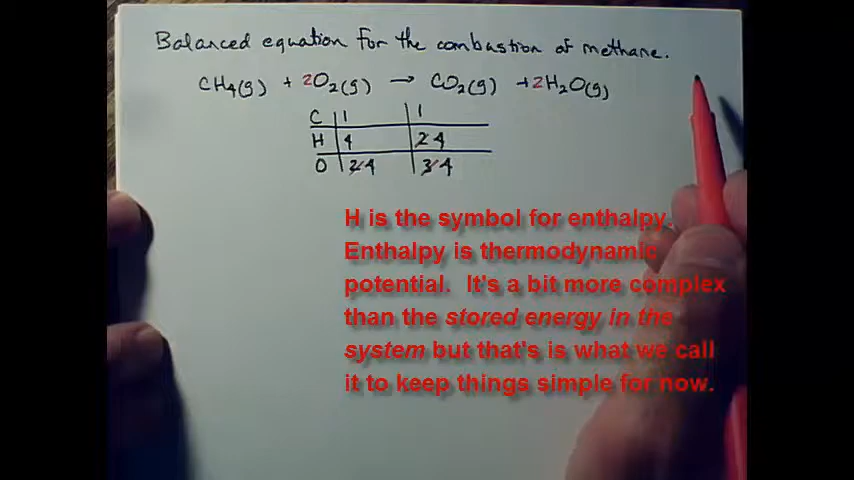 Balanced equation for the combustion of methane.
CH₄(g) + 2O₂(g) → CO₂(g) + 2H₂O(g)
C 1 1
H 4 2 4
O 2 4 3 4
H is the symbol for enthalpy.
Enthalpy is thermodynamic
potential. It's a bit more complex
than the stored energy in the
system but that's is what we call
it to keep things simple for now.